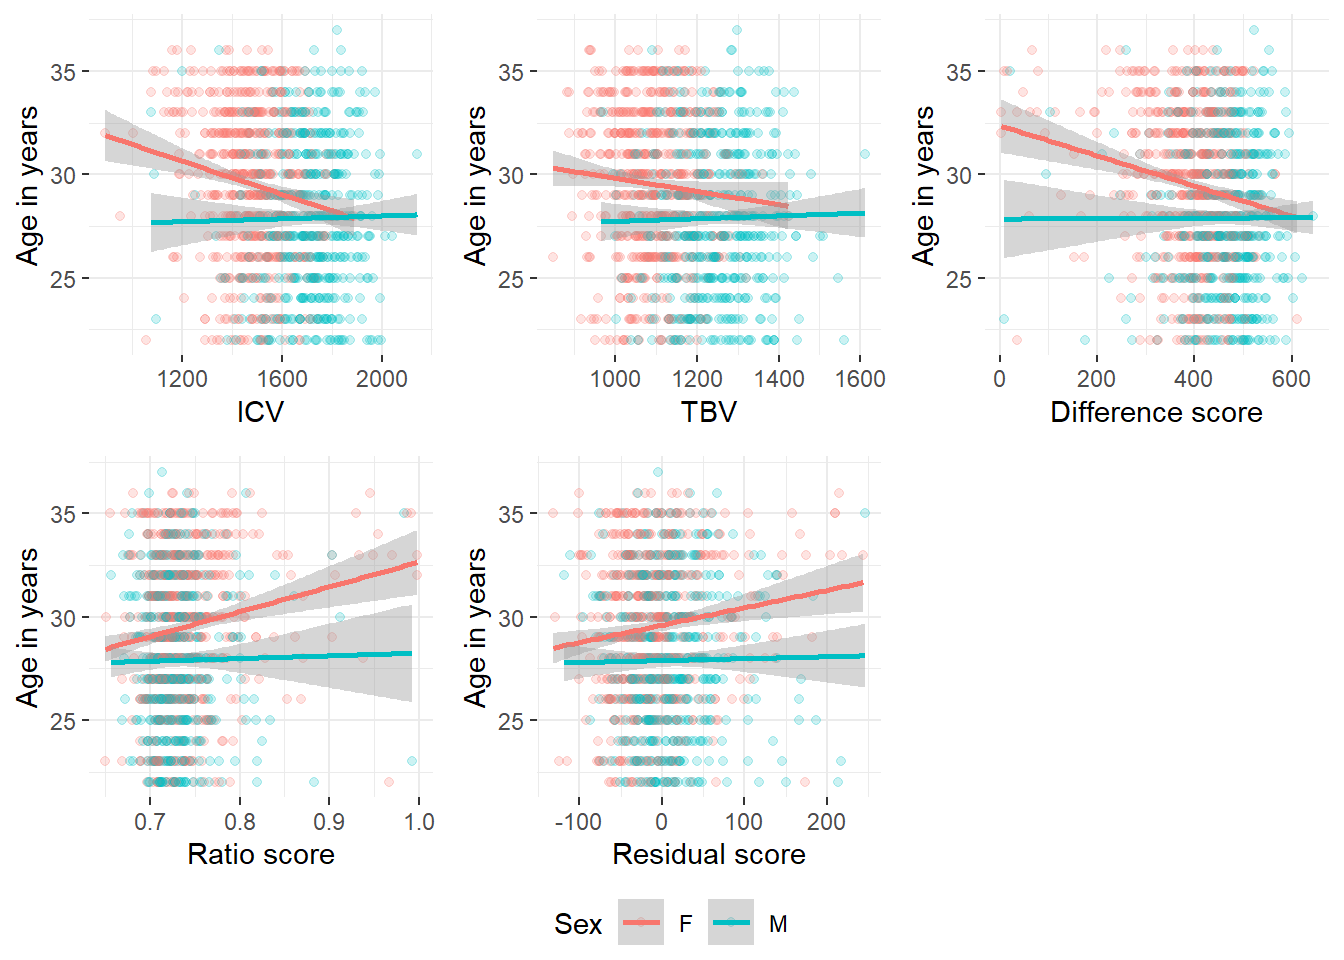 Age in years
35
30
25
1200 1600 2000
ICV
Age in years
35
30
25
1000 1200 1400 1600
TBV
Age in years
35
30
25
0 200 400 600
Difference score
Age in years
35
30
25
0.7 0.8 0.9 1.0
Ratio score
Age in years
35
30
25
-100 0 100 200
Residual score
Sex F M